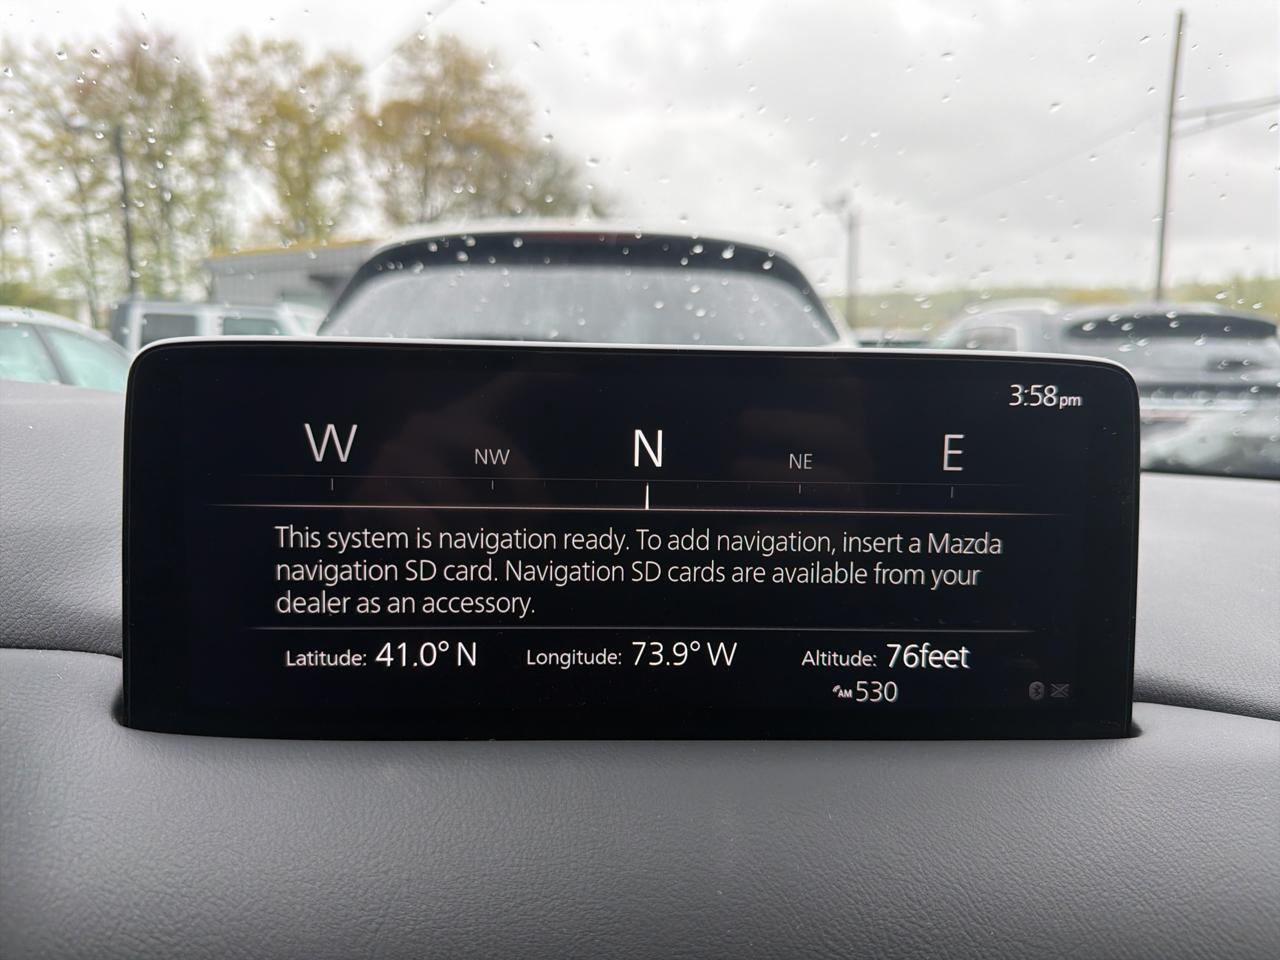 3:58pm
W NW N NE E
This system is navigation ready. To add navigation, insert a Mazda
navigation SD card. Navigation SD cards are available from your
dealer as an accessory.
Latitude: 41.0° N Longitude: 73.9° W Altitude: 76feet
AM 530